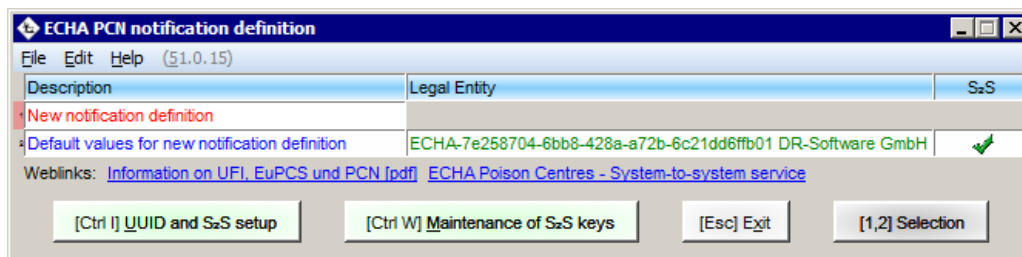 ECHA PCN notification definition
File Edit Help (51.0.15)
Description Legal Entity S₂S
1 New notification definition
2 Default values for new notification definition ECHA-7e258704-6bb8-428a-a72b-6c21dd6ffb01 DR-Software GmbH
Weblinks: Information on UFI, EuPCS und PCN [pdf] ECHA Poison Centres - System-to-system service
[Ctrl I] UUID and S₂S setup [Ctrl W] Maintenance of S₂S keys [Esc] Exit [1,2] Selection